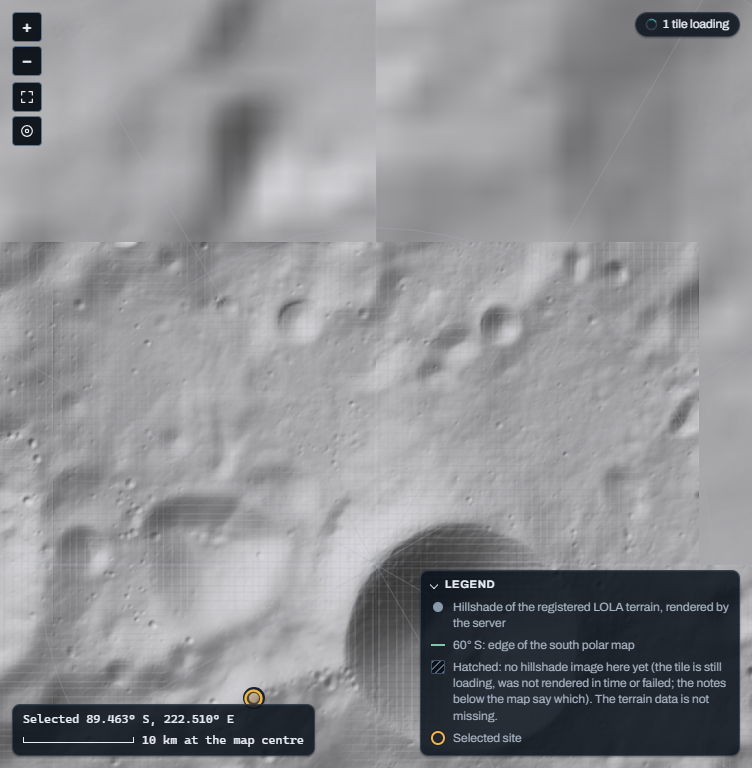 +
1 tile loading
−
LEGEND
Hillshade of the registered LOLA terrain, rendered by
the server
60° S: edge of the south polar map
Hatched: no hillshade image here yet (the tile is still
loading, was not rendered in time or failed; the notes
below the map say which). The terrain data is not
missing.
Selected site
Selected 89.463° S, 222.510° E
10 km at the map centre